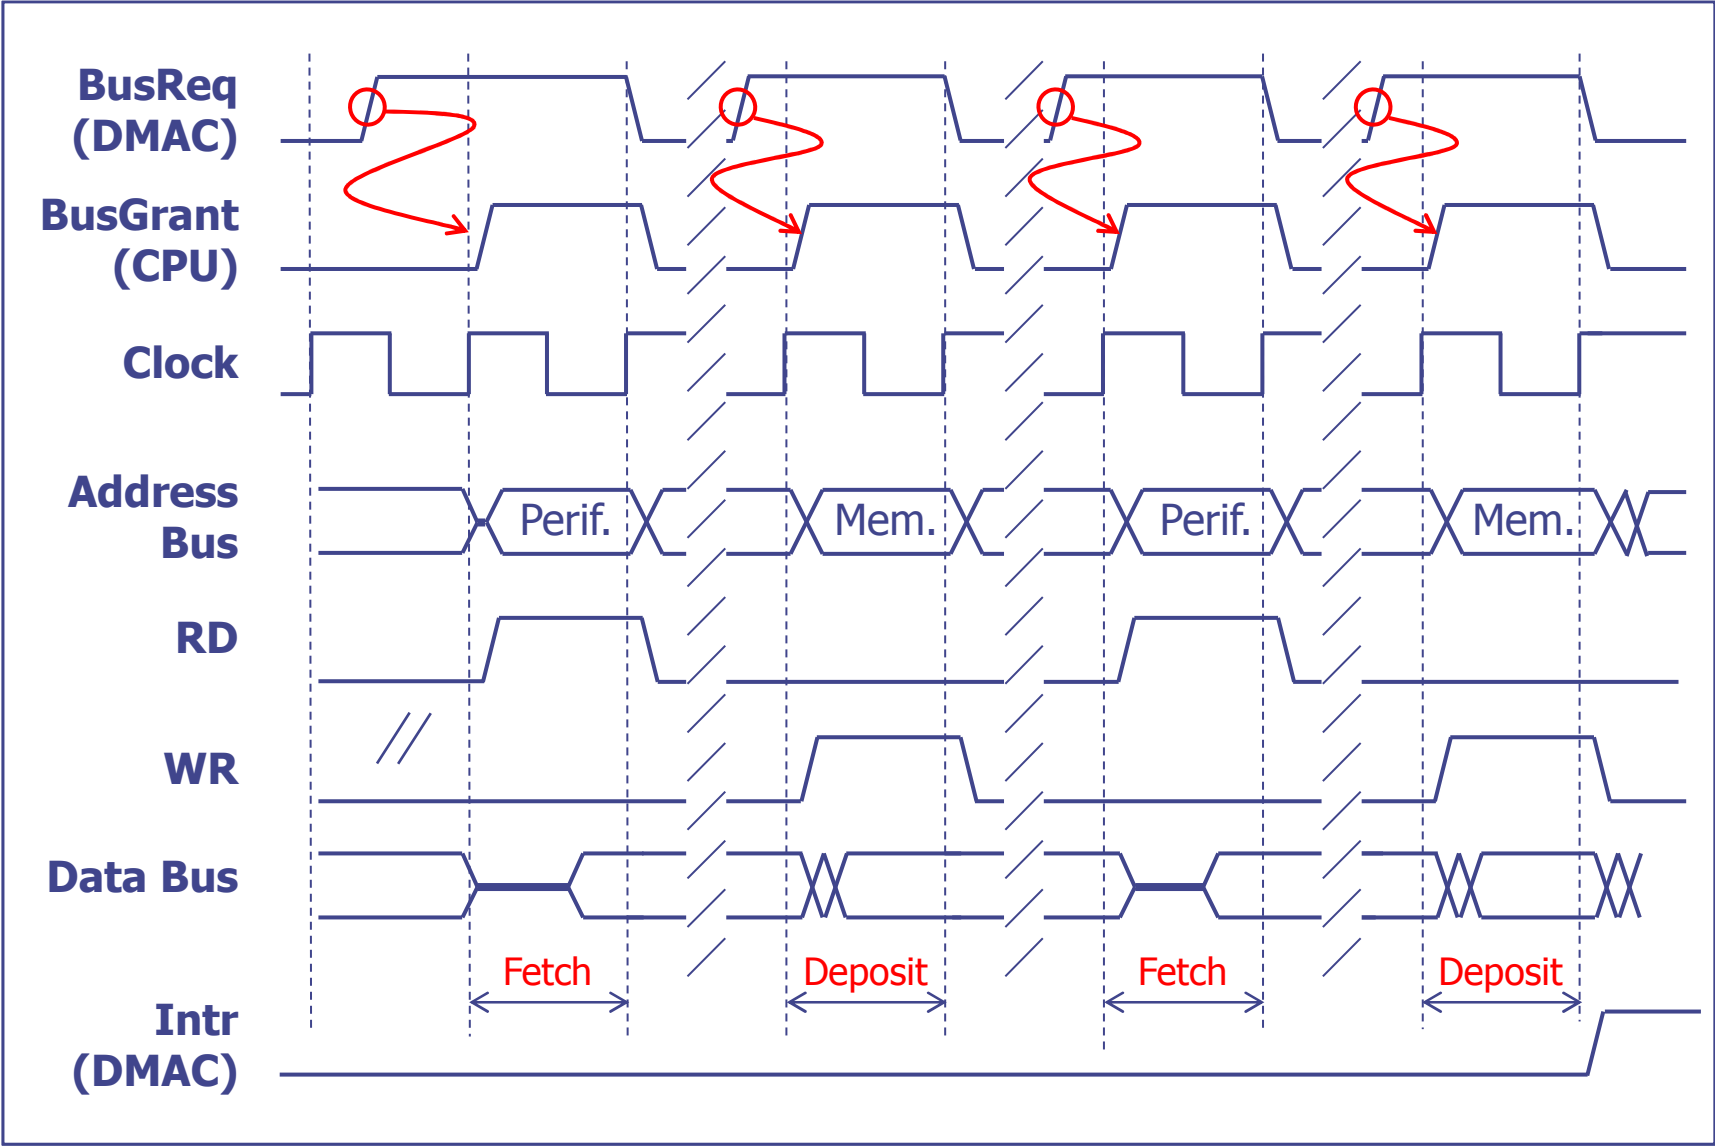 BusReq
(DMAC)
BusGrant
(CPU)
Clock
Address
Bus
Perif.
Mem.
Perif.
Mem.
RD
WR
Data Bus
Fetch
Deposit
Fetch
Deposit
Intr
(DMAC)